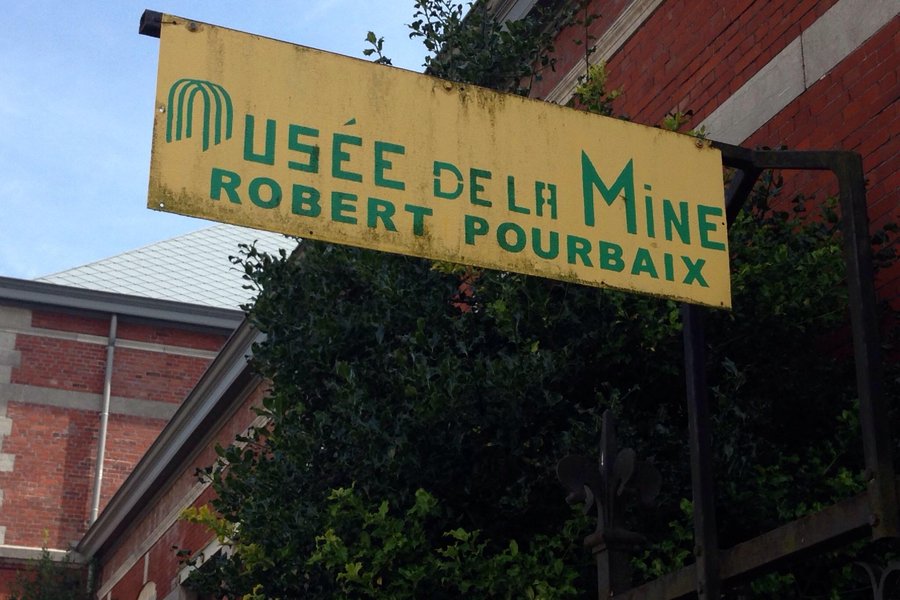 MUSÉE DE LA MiNE
ROBERT POURBAIX